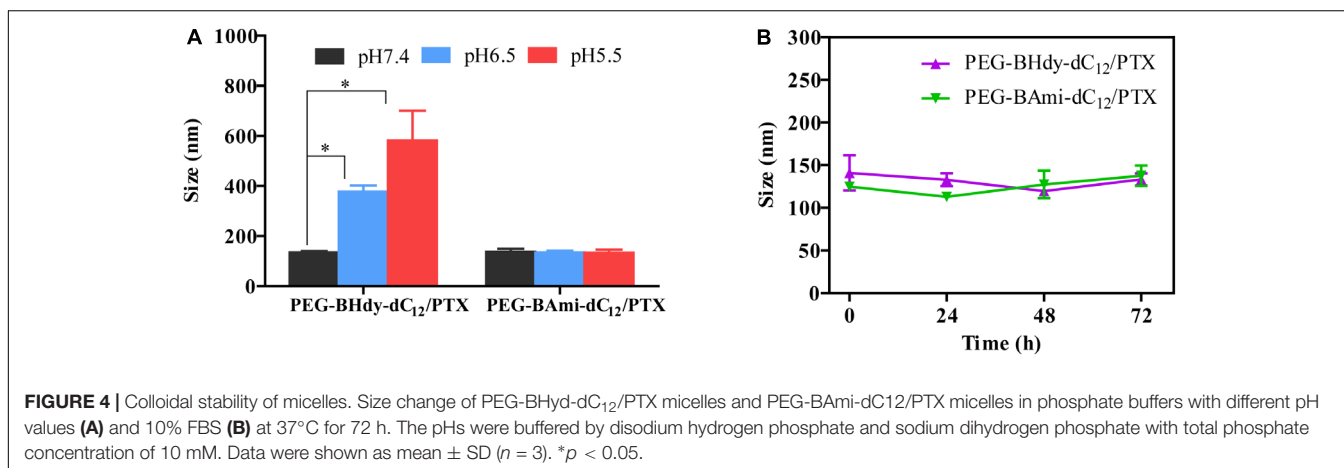 A
1000
800
600
400
200
0
Size (nm)
pH7.4 pH6.5 pH5.5
*
*
PEG-BHdy-dC12/PTX PEG-BAmi-dC12/PTX
B
300
250
200
150
100
50
0
Size (nm)
PEG-BHdy-dC12/PTX
PEG-BAmi-dC12/PTX
0 24 48 72
Time (h)
FIGURE 4 | Colloidal stability of micelles. Size change of PEG-BHyd-dC12/PTX micelles and PEG-BAmi-dC12/PTX micelles in phosphate buffers with different pH
values (A) and 10% FBS (B) at 37°C for 72 h. The pHs were buffered by disodium hydrogen phosphate and sodium dihydrogen phosphate with total phosphate
concentration of 10 mM. Data were shown as mean ± SD (n = 3). *p < 0.05.